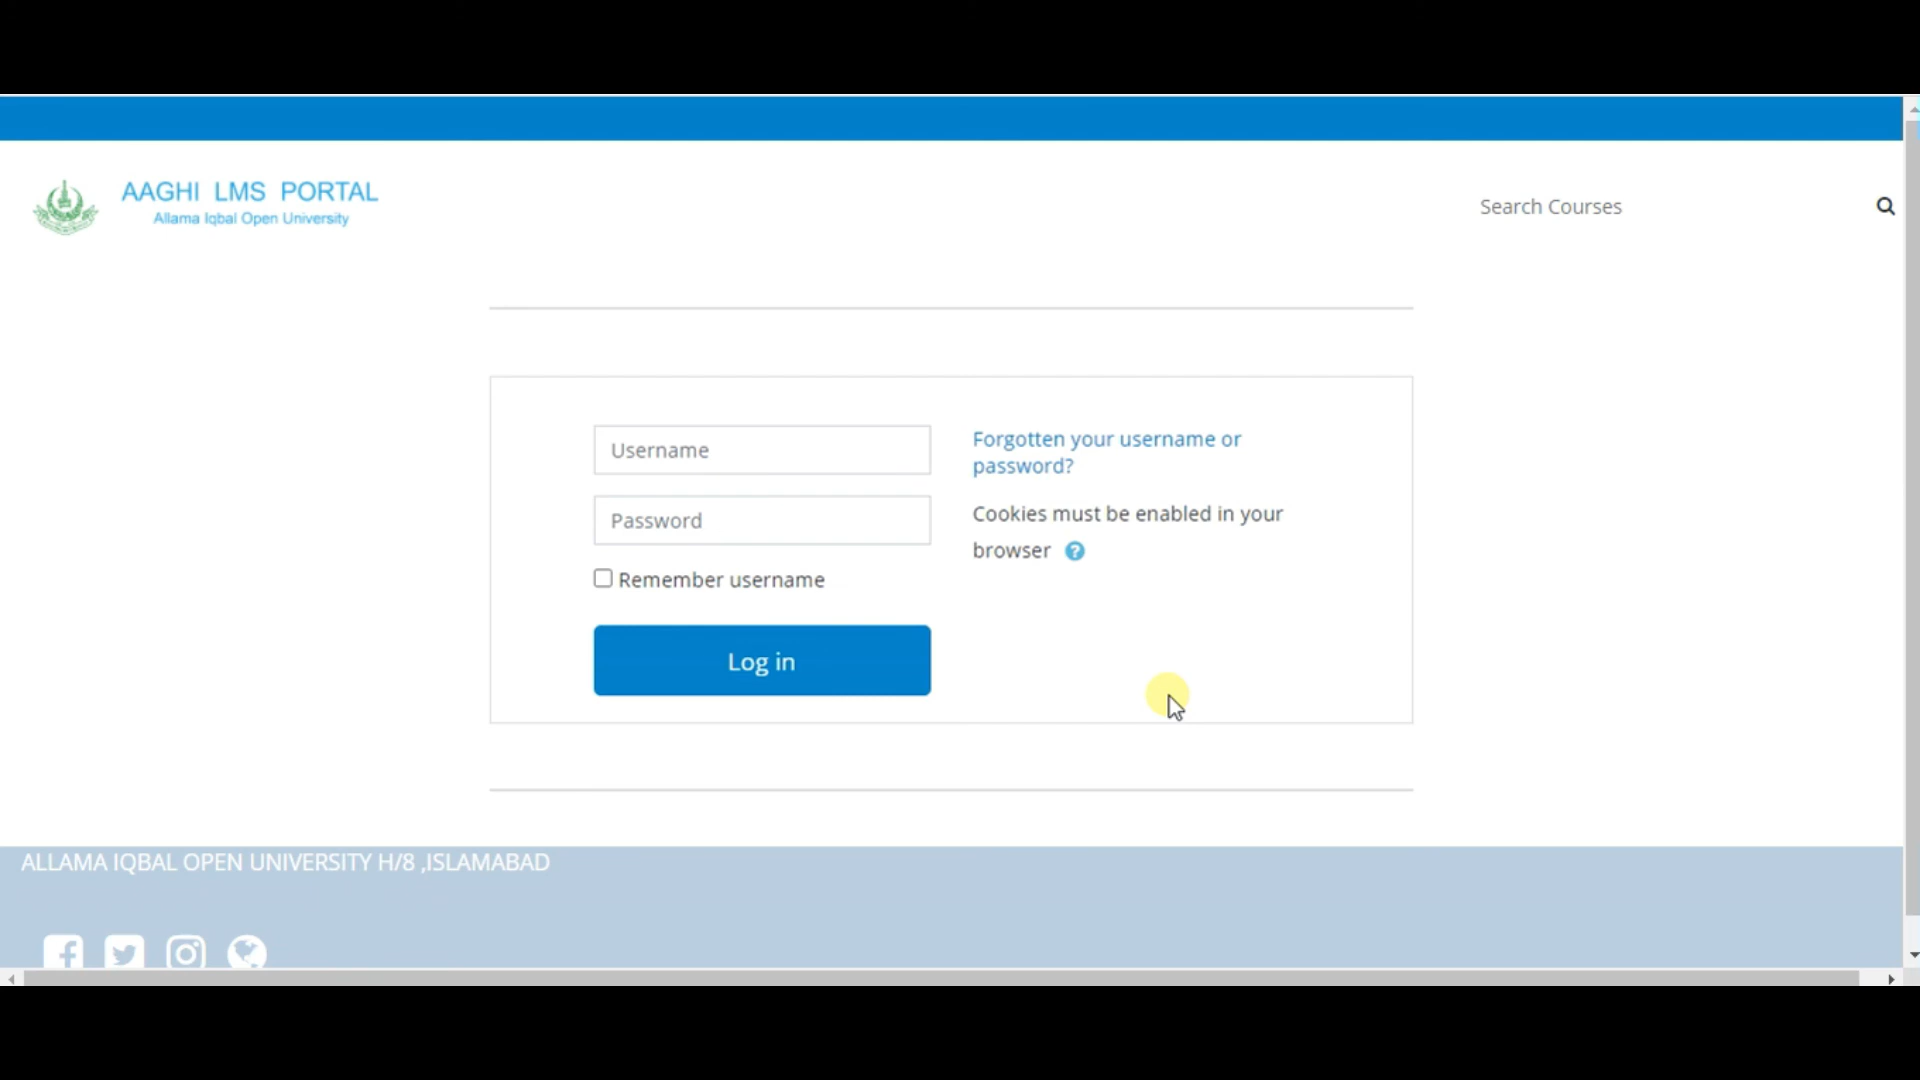 AAGHI LMS PORTAL
Allama Iqbal Open University
Search Courses
Username
Forgotten your username or
password?
Password
Cookies must be enabled in your
browser
Remember username
Log in
ALLAMA IQBAL OPEN UNIVERSITY H/8 ,ISLAMABAD